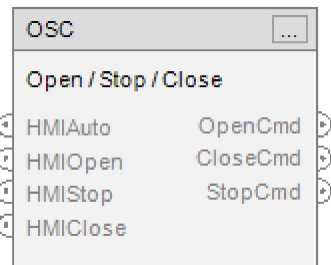 OSC ...
Open / Stop / Close
HMIAuto OpenCmd
HMIOpen CloseCmd
HMIStop StopCmd
HMIClose